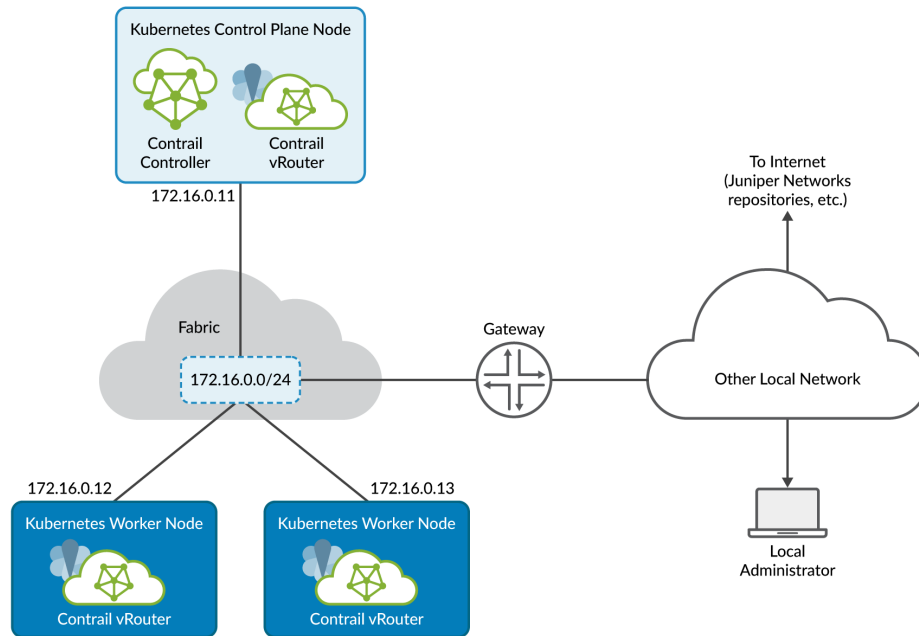 Kubernetes Control Plane Node
Contrail
Controller
Contrail
vRouter
172.16.0.11
To Internet
(Juniper Networks
repositories, etc.)
Fabric
Gateway
172.16.0.0/24
Other Local Network
172.16.0.12
172.16.0.13
Kubernetes Worker Node
Contrail vRouter
Kubernetes Worker Node
Contrail vRouter
Local
Administrator